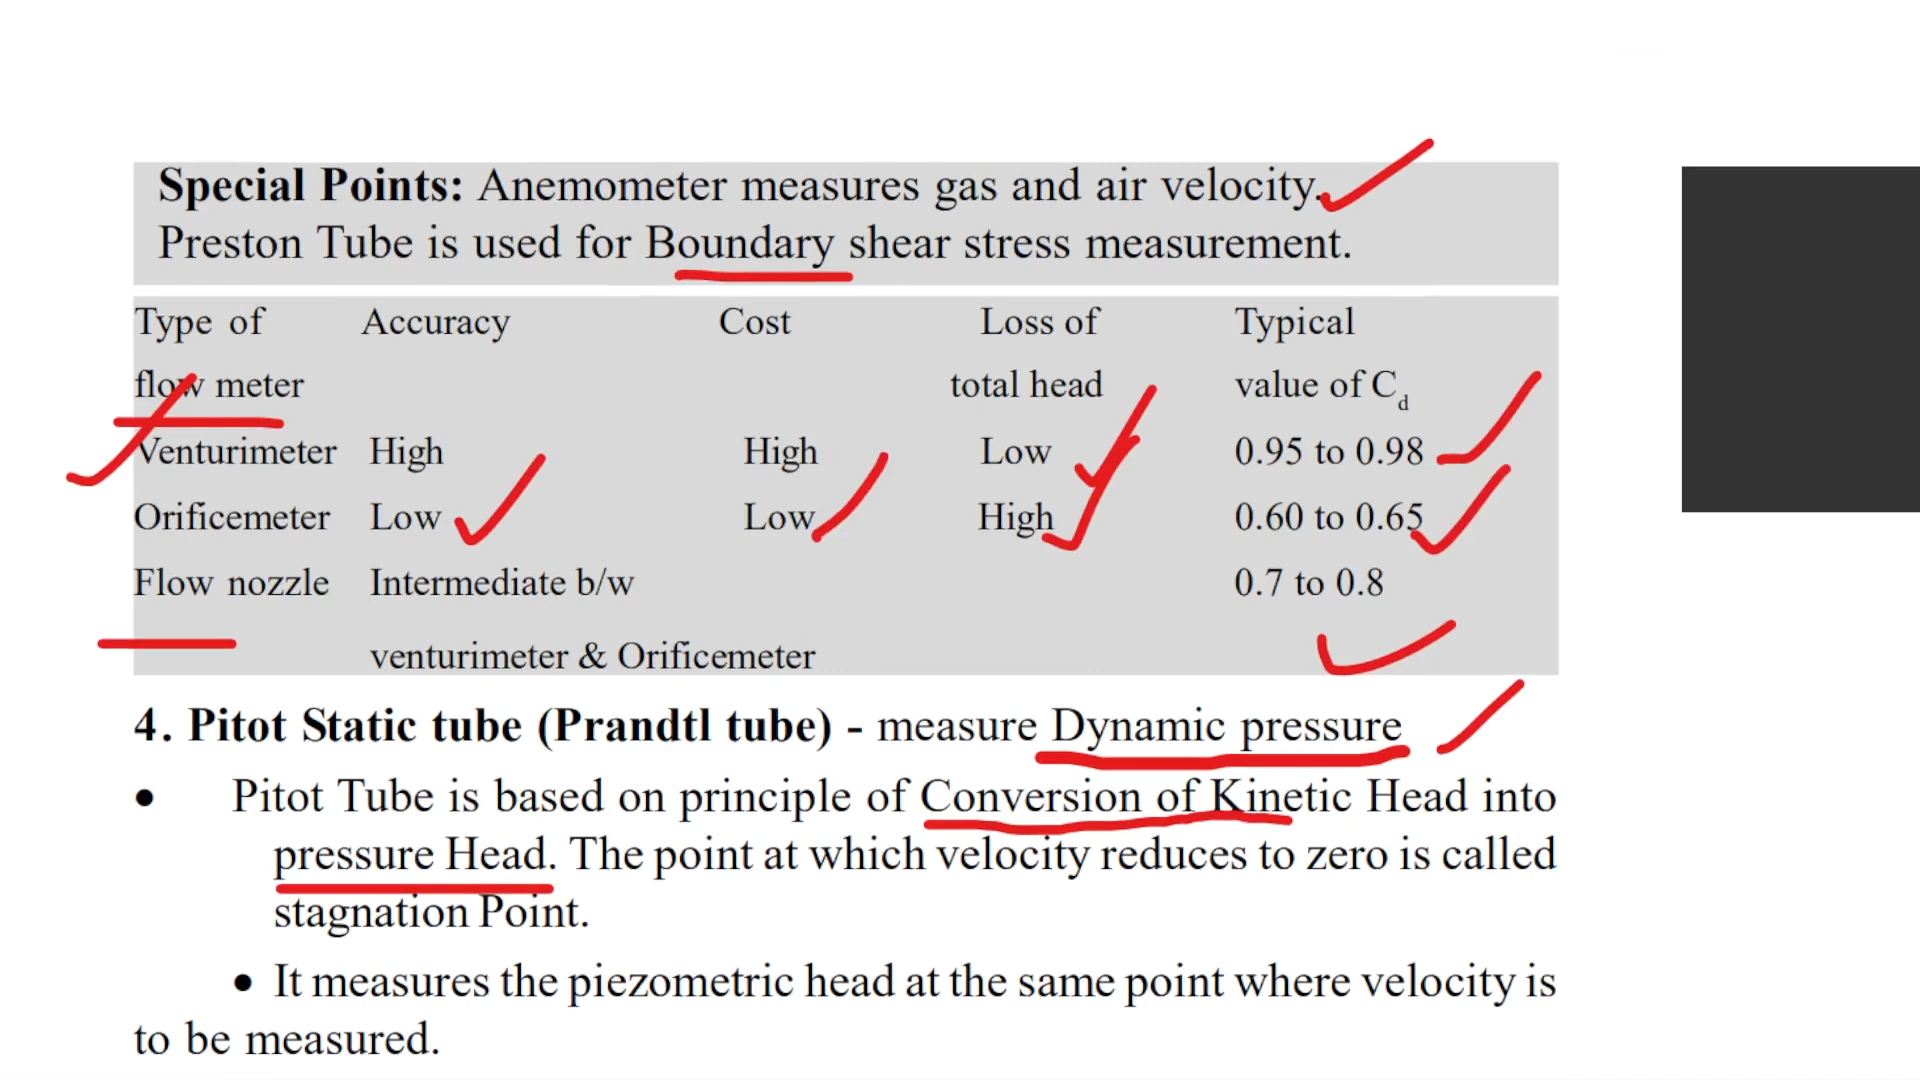 Special Points: Anemometer measures gas and air velocity.
Preston Tube is used for Boundary shear stress measurement.
Type of Accuracy Cost Loss of Typical
flow meter total head value of Cd
Venturimeter High High Low 0.95 to 0.98
Orificemeter Low Low High 0.60 to 0.65
Flow nozzle Intermediate b/w 0.7 to 0.8
venturimeter & Orificemeter
4. Pitot Static tube (Prandtl tube) - measure Dynamic pressure
• Pitot Tube is based on principle of Conversion of Kinetic Head into
pressure Head. The point at which velocity reduces to zero is called
stagnation Point.
• It measures the piezometric head at the same point where velocity is
to be measured.